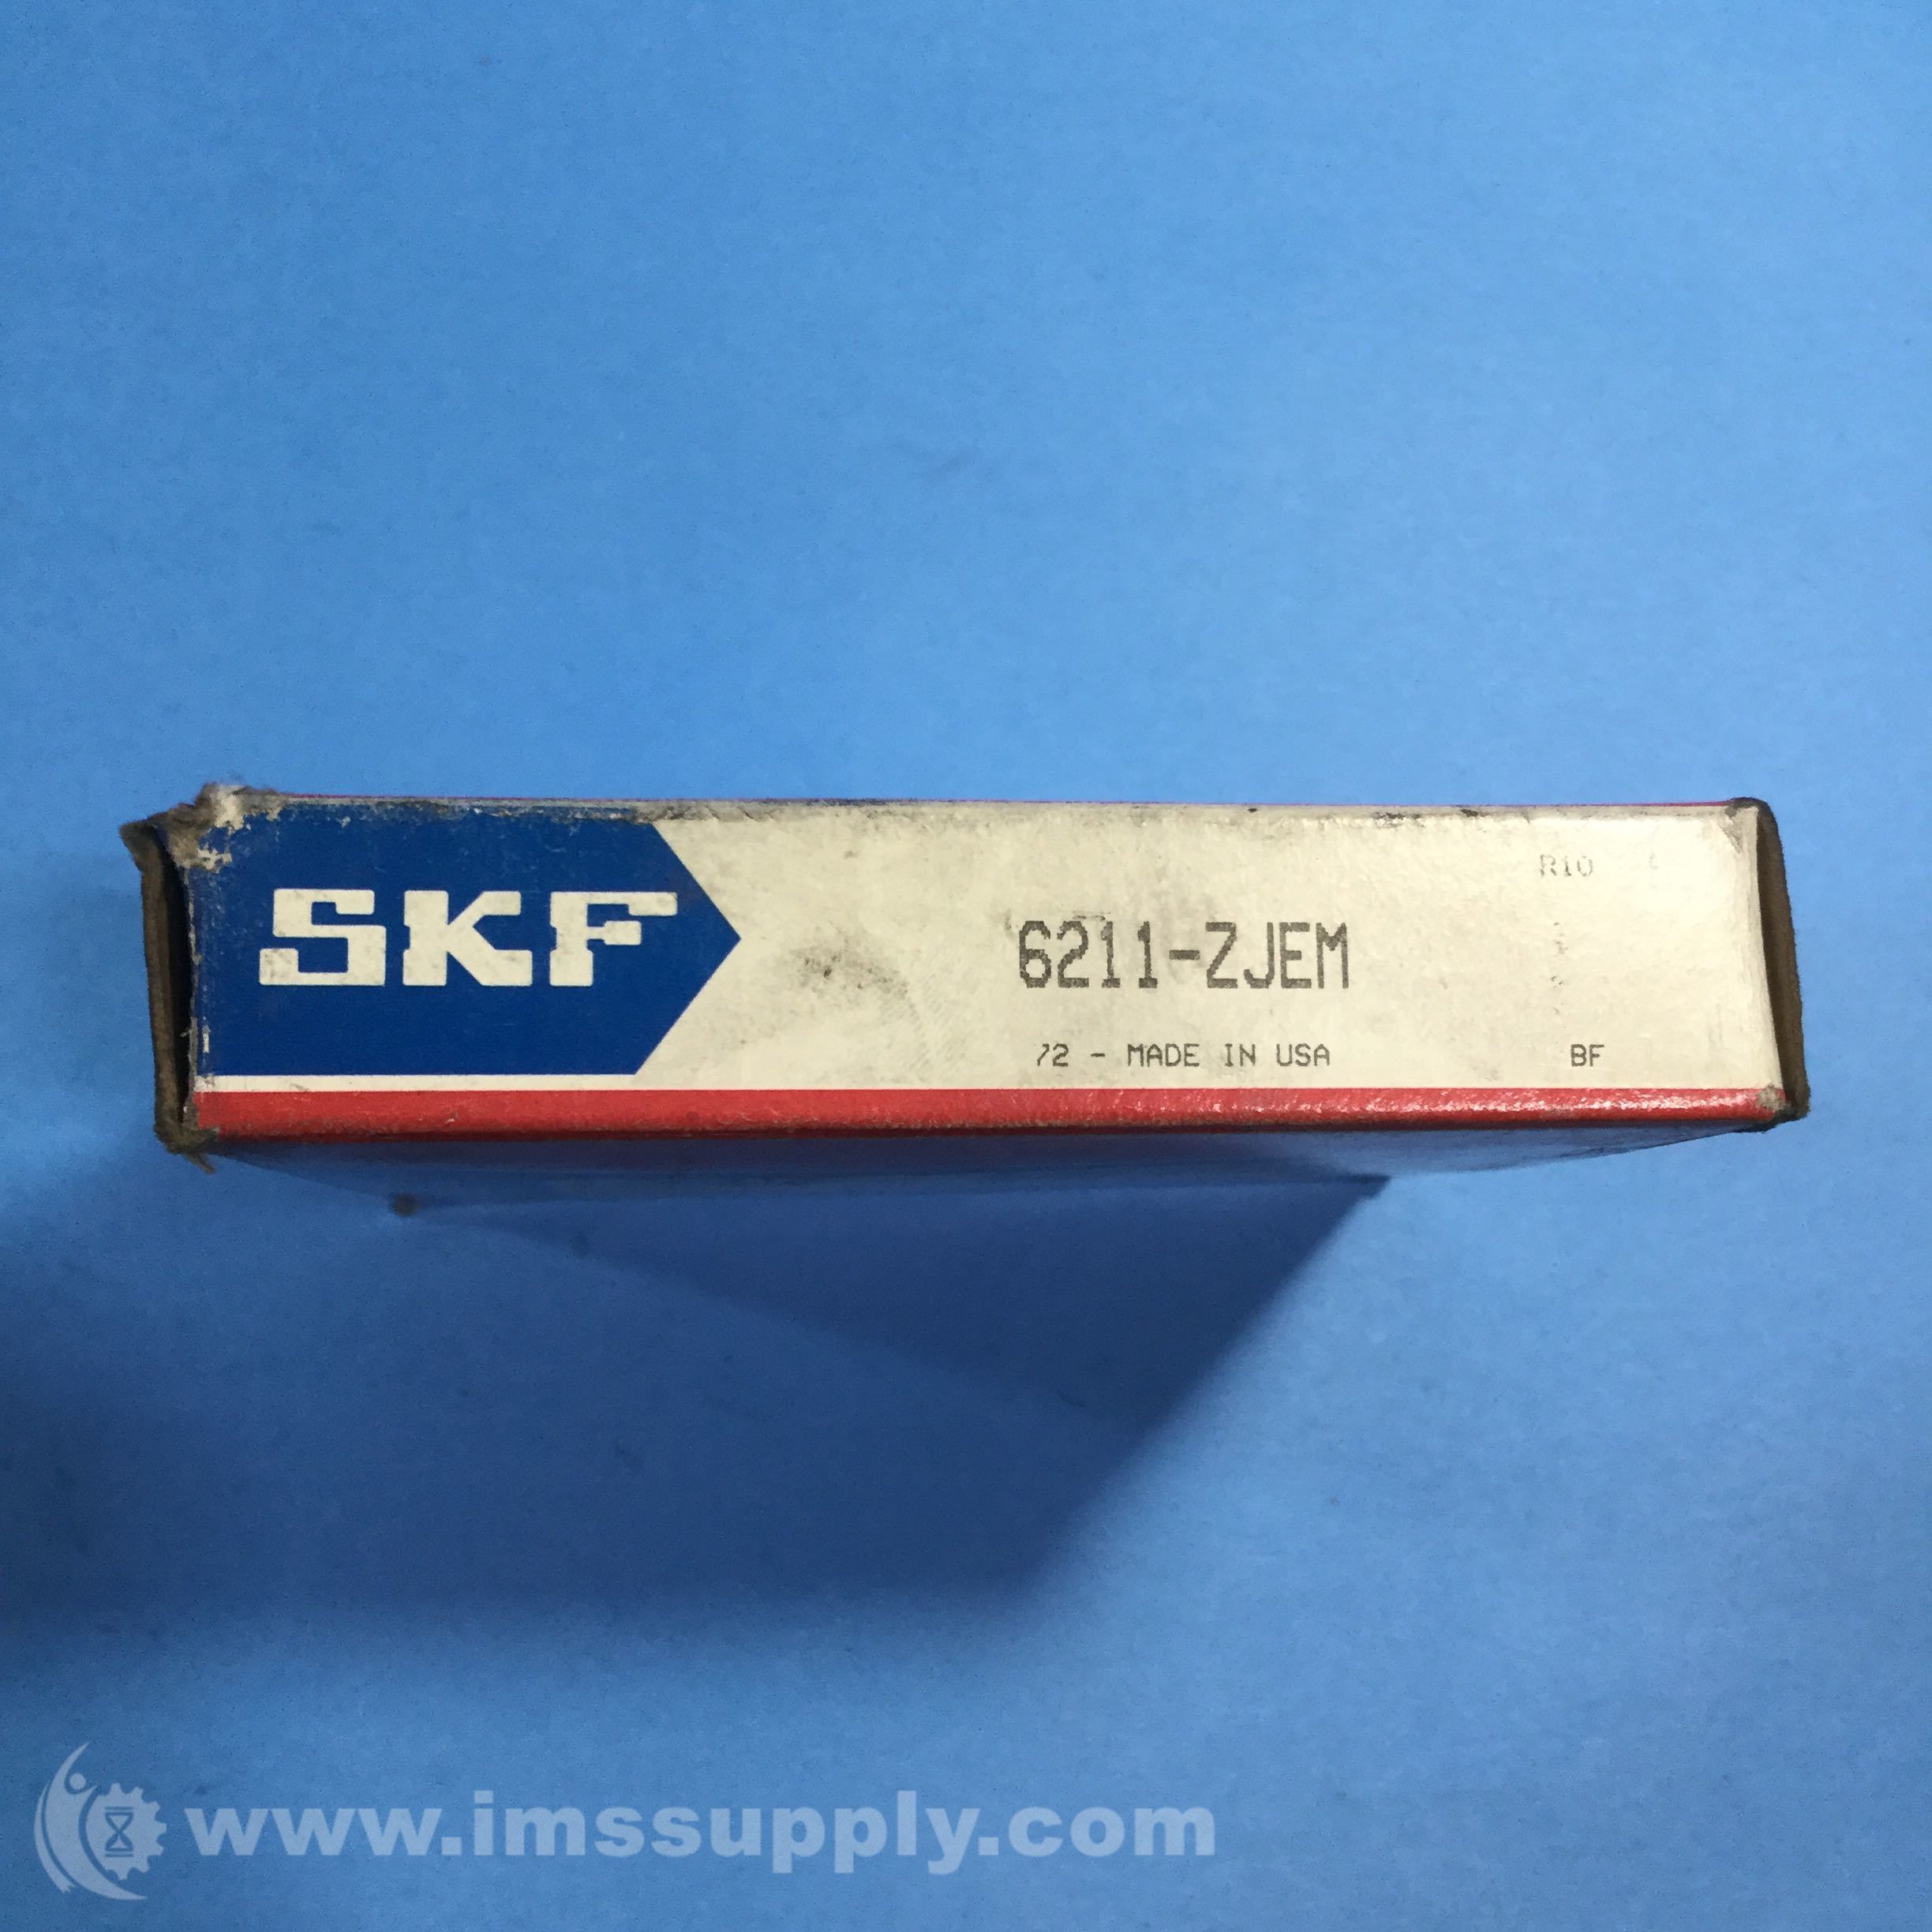 R10
SKF
6211-ZJEM
72 - MADE IN USA
BF
www.imssupply.com